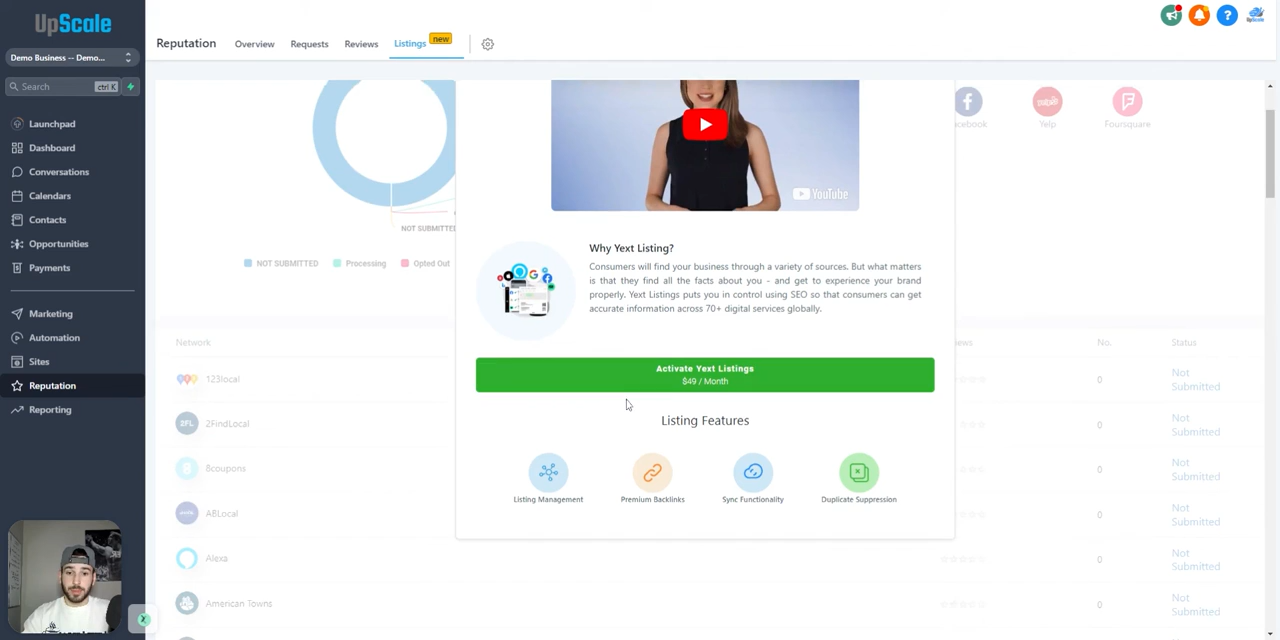 UpScale
Demo Business -- Demo...
Search
ctrl K
Launchpad
Dashboard
Conversations
Calendars
Contacts
Opportunities
Payments
Marketing
Automation
Sites
Reputation
Reporting
Reputation
Overview
Requests
Reviews
Listings
new
UpScale
YouTube
NOT SUBMITTED
NOT SUBMITTED
Processing
Opted Out
Yelp
Foursquare
Why Yext Listing?
Consumers will find your business through a variety of sources. But what matters
is that they find all the facts about you - and get to experience your brand
properly. Yext Listings puts you in control using SEO so that consumers can get
accurate information across 70+ digital services globally.
Activate Yext Listings
$49 / Month
Listing Features
Listing Management
Premium Backlinks
Sync Functionality
Duplicate Suppression
Network
No.
Status
123local
0
Not
Submitted
2FL
2FindLocal
0
Not
Submitted
8coupons
0
Not
Submitted
ABLocal
0
Not
Submitted
Alexa
0
Not
Submitted
American Towns
0
Not
Submitted